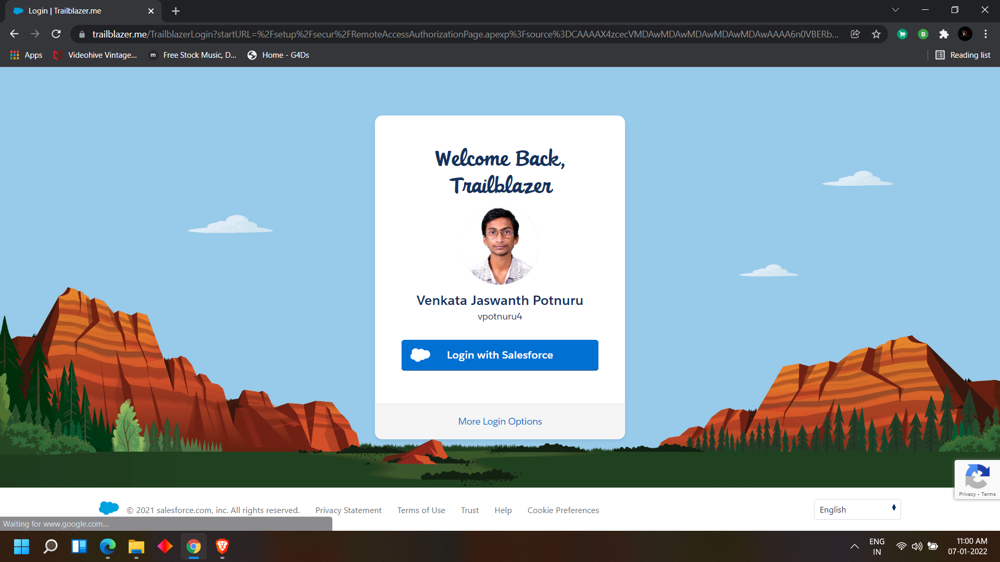 Login | Trailblazer.me
trailblazer.me/TrailblazerLogin?startURL=%2Fsetup%2Fsecur%2FRemoteAccessAuthorizationPage.apexp%3Fsource%3DCAAAAX4zcecVMDAwMDAwMDAwMDAwMDAwAAAA6n0VBERb...
Apps
Videohive Vintage...
m
Free Stock Music, D...
Home - G4Ds
Reading list
B
Welcome Back,
Trailblazer
Venkata Jaswanth Potnuru
vpotnuru4
Login with Salesforce
More Login Options
Privacy - Terms
© 2021 salesforce.com, inc. All rights reserved.
Privacy Statement
Terms of Use
Trust
Help
Cookie Preferences
English
Waiting for www.google.com...
ENG
IN
11:00 AM
07-01-2022